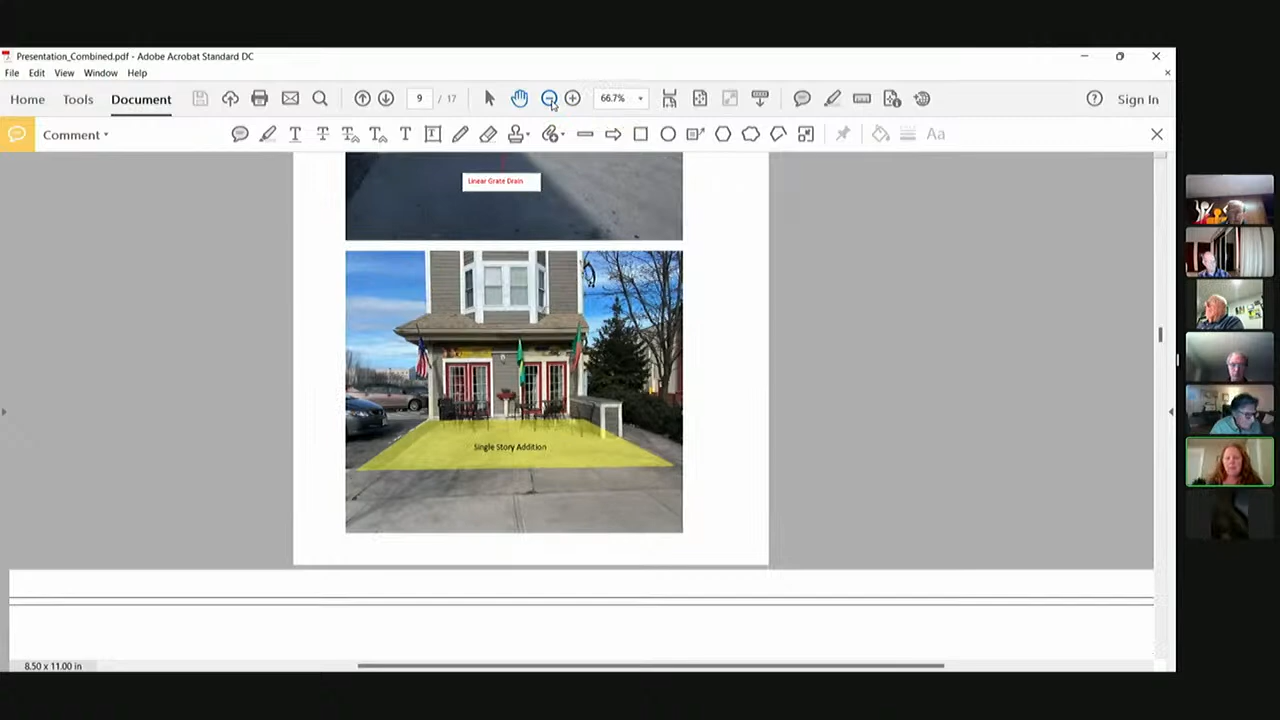 Presentation_Combined.pdf - Adobe Acrobat Standard DC
File Edit View Window Help
Home Tools Document 9 / 17 66.7% Sign In
Comment Aa
Linear Grate Drain
Single Story Addition
8.50 x 11.00 in